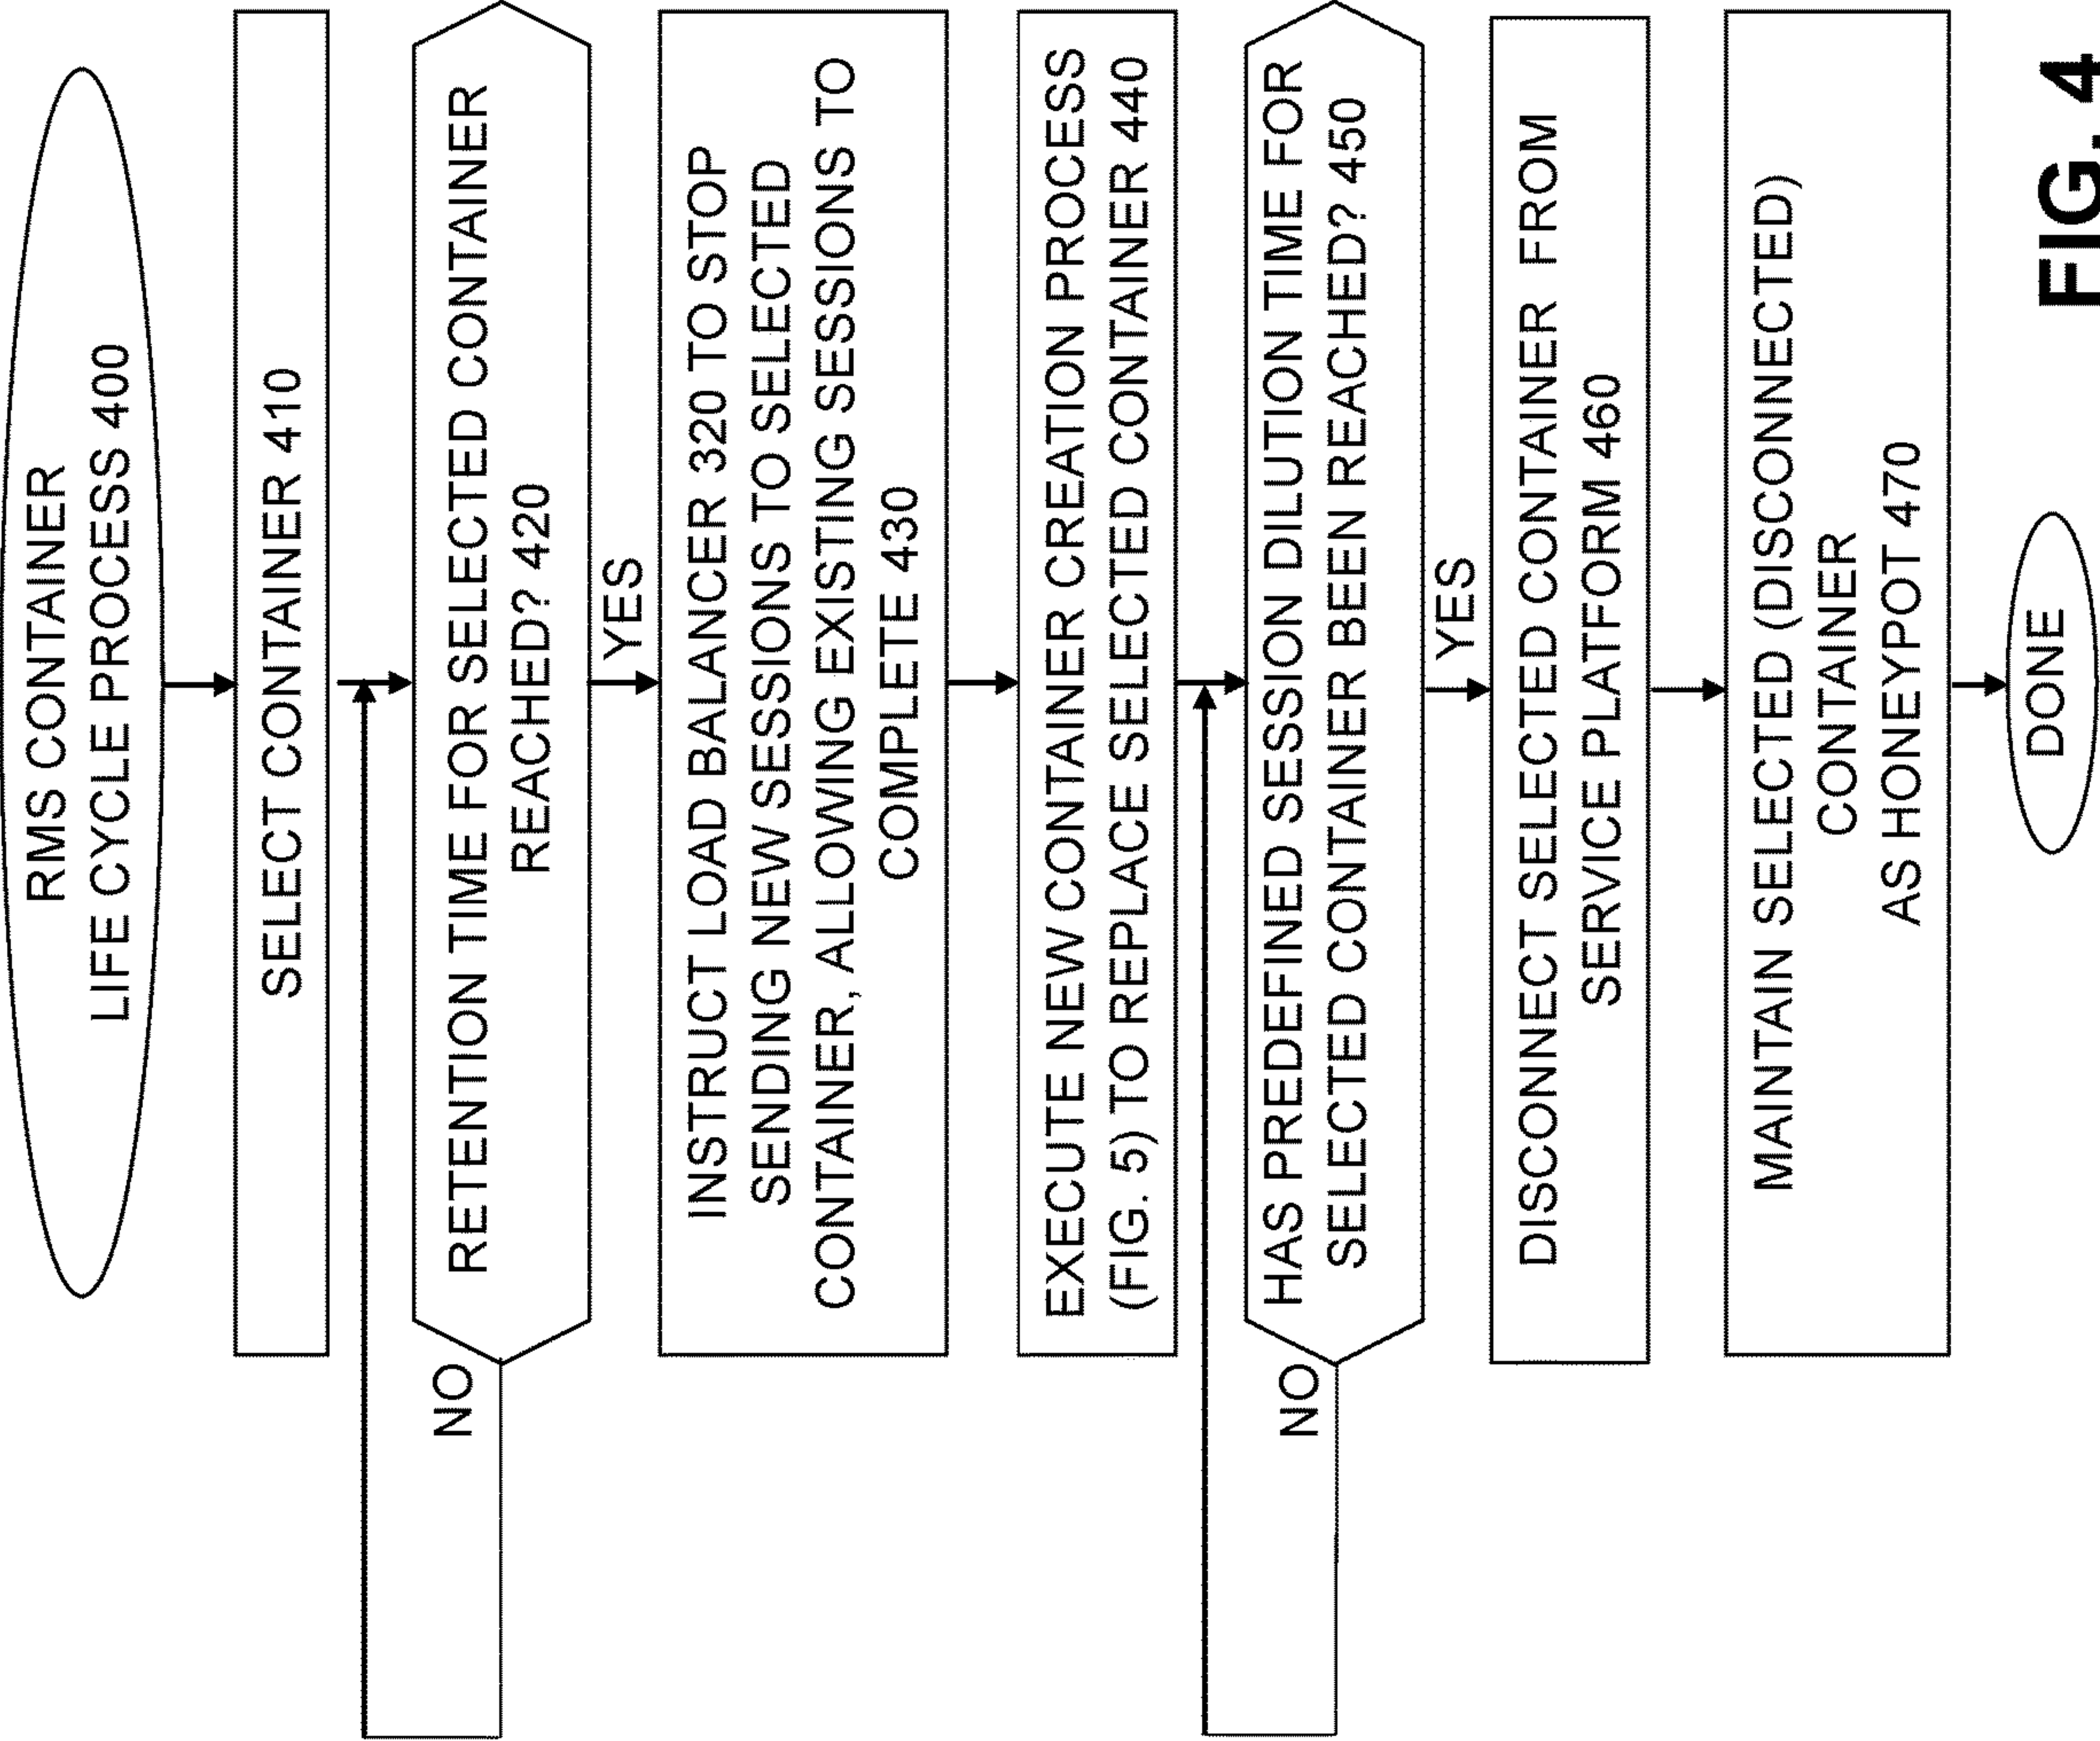 RMS CONTAINER
LIFE CYCLE PROCESS 400
SELECT CONTAINER 410
RETENTION TIME FOR SELECTED CONTAINER
REACHED? 420
NO
YES
INSTRUCT LOAD BALANCER 320 TO STOP
SENDING NEW SESSIONS TO SELECTED
CONTAINER, ALLOWING EXISTING SESSIONS TO
COMPLETE 430
EXECUTE NEW CONTAINER CREATION PROCESS
(FIG. 5) TO REPLACE SELECTED CONTAINER 440
HAS PREDEFINED SESSION DILUTION TIME FOR
SELECTED CONTAINER BEEN REACHED? 450
NO
YES
DISCONNECT SELECTED CONTAINER FROM
SERVICE PLATFORM 460
MAINTAIN SELECTED (DISCONNECTED)
CONTAINER
AS HONEYPOT 470
DONE
FIG. 4